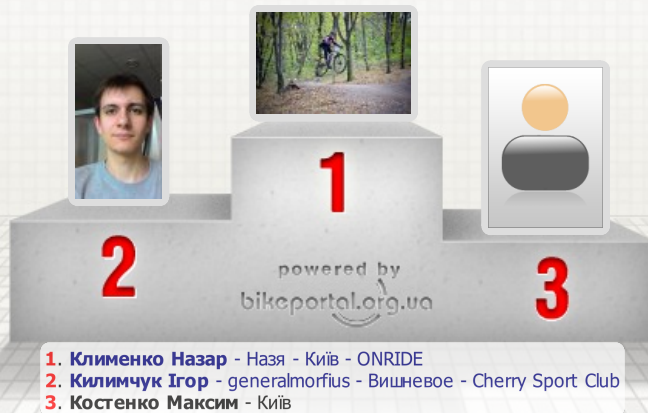 1
2
3
powered by
bikeportal.org.ua
1. Клименко Назар - Назя - Київ - ONRIDE
2. Килимчук Ігор - generalmorfius - Вишневое - Cherry Sport Club
3. Костенко Максим - Київ